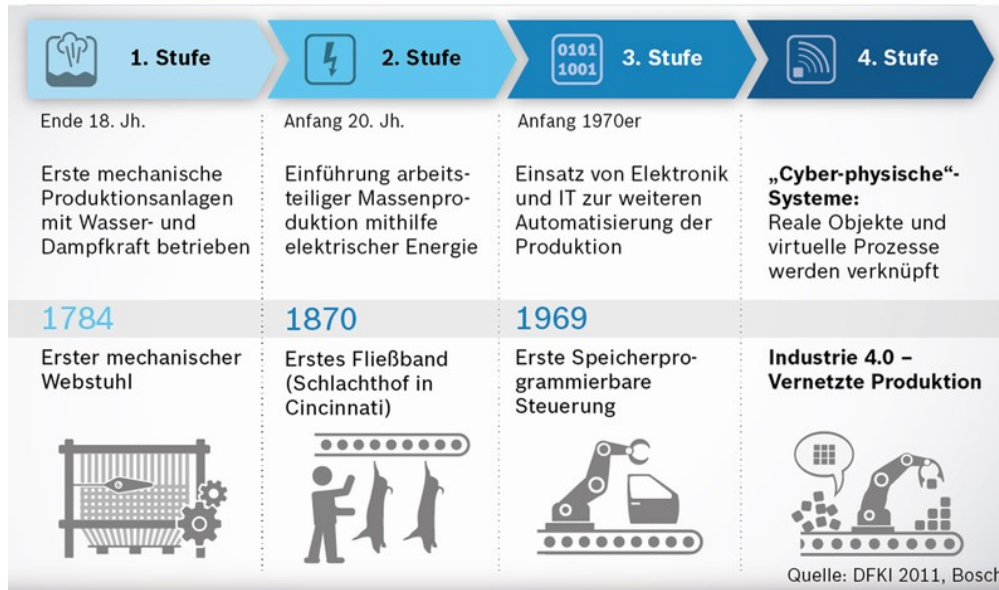 1. Stufe
2. Stufe
0101
1001
3. Stufe
4. Stufe
Ende 18. Jh.
Erste mechanische
Produktionsanlagen
mit Wasser- und
Dampfkraft betrieben
Anfang 20. Jh.
Einführung arbeits-
teiliger Massenpro-
duktion mithilfe
elektrischer Energie
Anfang 1970er
Einsatz von Elektronik
und IT zur weiteren
Automatisierung der
Produktion
„Cyber-physische“-
Systeme:
Reale Objekte und
virtuelle Prozesse
werden verknüpft
1784
Erster mechanischer
Webstuhl
1870
Erstes Fließband
(Schlachthof in
Cincinnati)
1969
Erste Speicherpro-
grammierbare
Steuerung
Industrie 4.0 –
Vernetzte Produktion
Quelle: DFKI 2011, Bosch